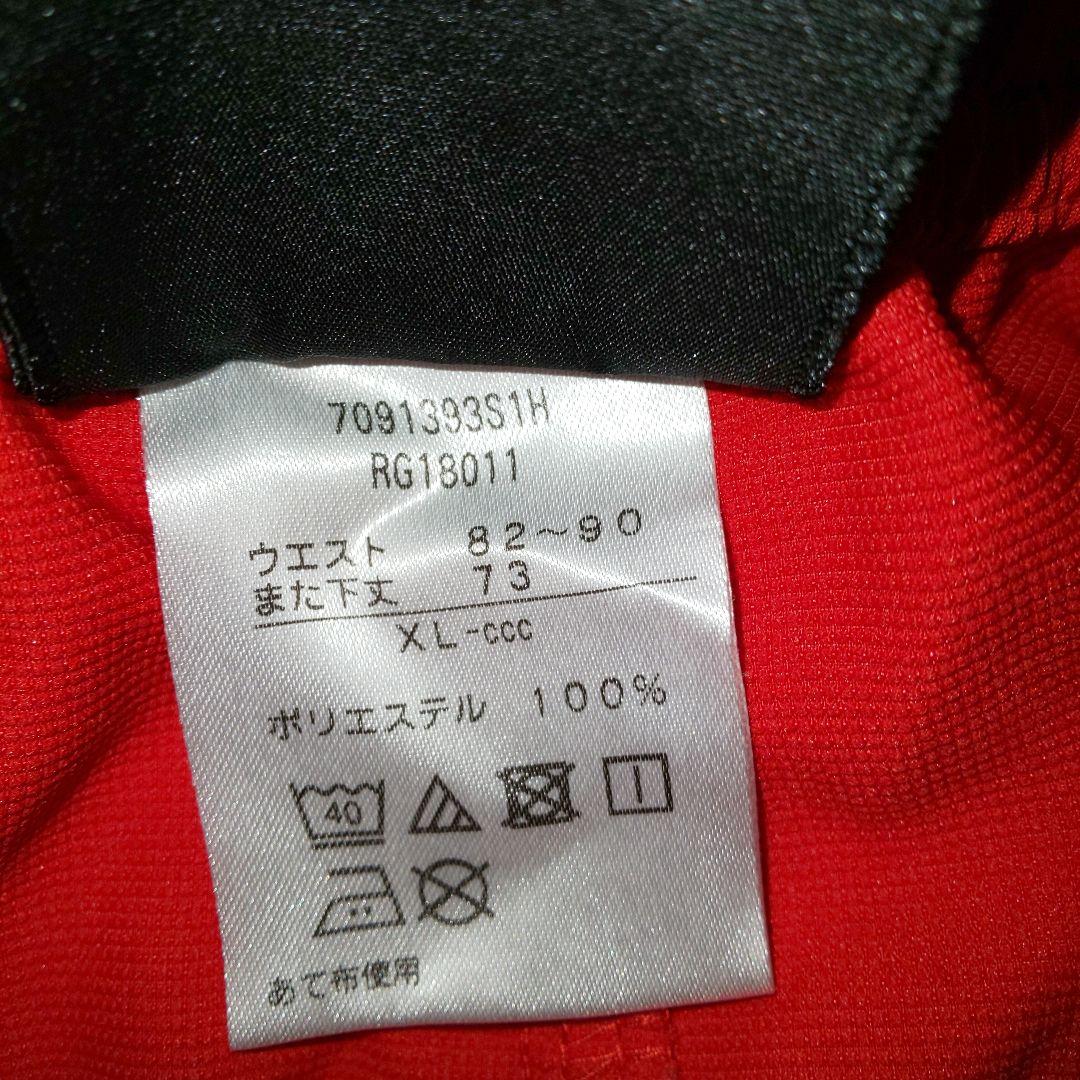 7091393S1H
RG18011
ウエスト 82～90
また下丈 73
XL-ccc
ポリエステル 100%
40
あて布使用